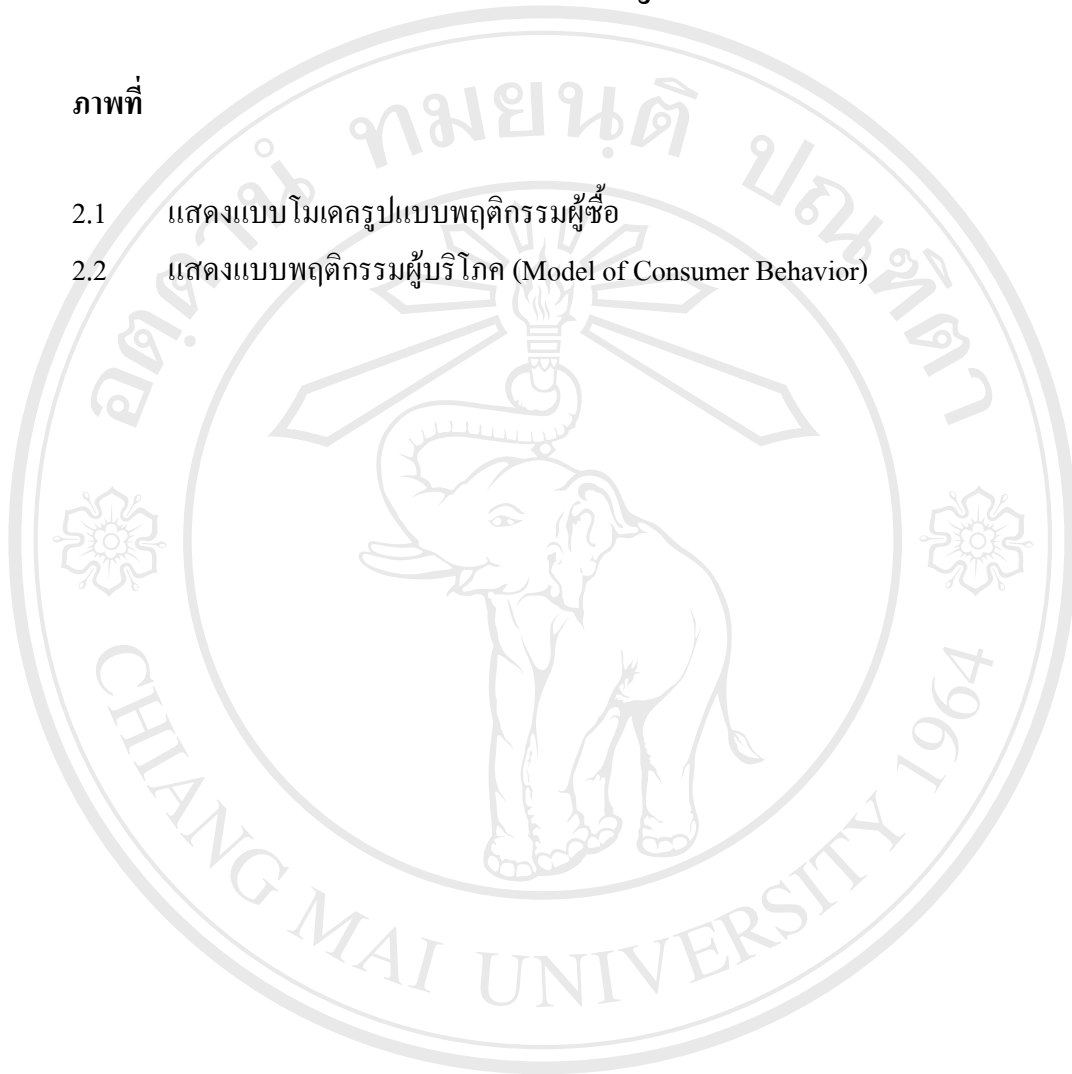 ภาพที่
2.1 แสดงแบบโมเดลรูปแบบพฤติกรรมผู้ซื้อ
2.2 แสดงแบบพฤติกรรมผู้บริโภค (Model of Consumer Behavior)
CHIANG MAI UNIVERSITY 1964